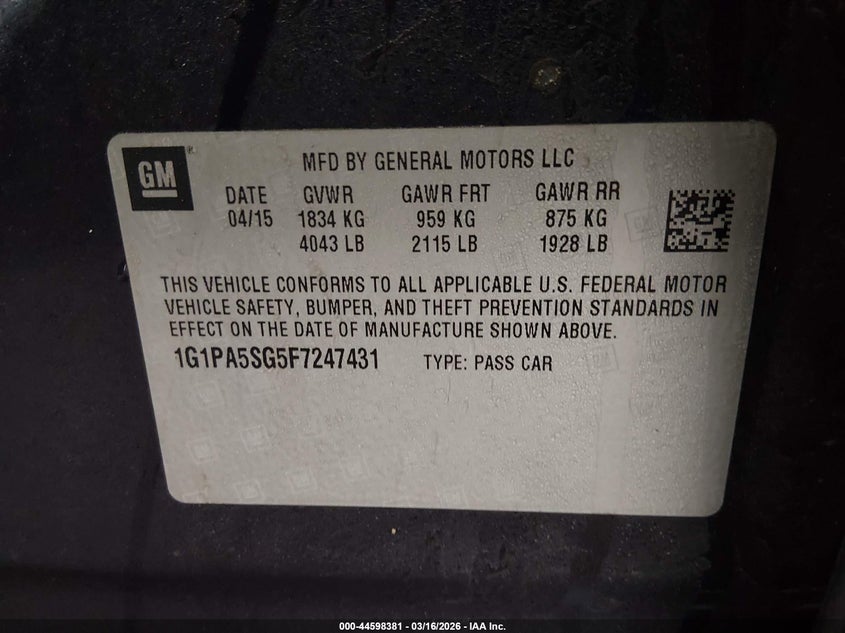 GM
MFD BY GENERAL MOTORS LLC
DATE GVWR GAWR FRT GAWR RR
04/15 1834 KG 959 KG 875 KG
4043 LB 2115 LB 1928 LB
THIS VEHICLE CONFORMS TO ALL APPLICABLE U.S. FEDERAL MOTOR
VEHICLE SAFETY, BUMPER, AND THEFT PREVENTION STANDARDS IN
EFFECT ON THE DATE OF MANUFACTURE SHOWN ABOVE.
1G1PA5SG5F7247431 TYPE: PASS CAR
000-44598381 - 03/16/2026 - IAA Inc.